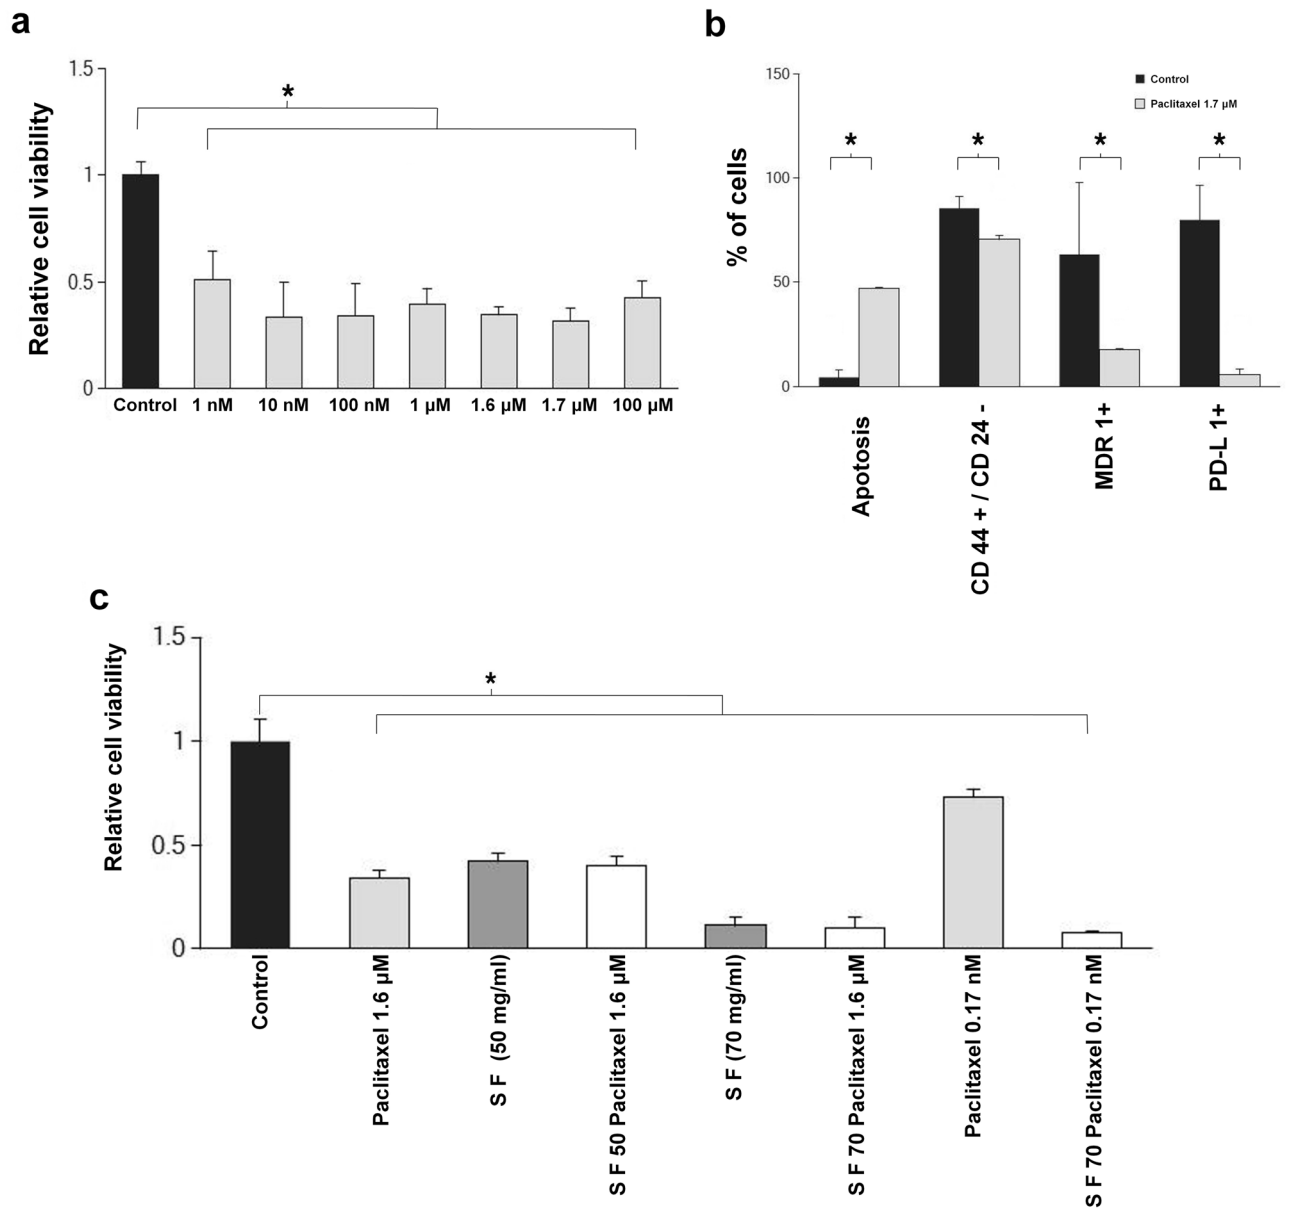 a
1.5
1
0.5
0
Relative cell viability
*
Control 1 nM 10 nM 100 nM 1 µM 1.6 µM 1.7 µM 100 µM
b
150
100
50
0
% of cells
Control
Paclitaxel 1.7 µM
* * * *
Apotosis
CD 44 + / CD 24 -
MDR 1+
PD-L 1+
c
1.5
1
0.5
0
Relative cell viability
*
Control
Paclitaxel 1.6 µM
S F (50 mg/ml)
S F 50 Paclitaxel 1.6 µM
S F (70 mg/ml)
S F 70 Paclitaxel 1.6 µM
Paclitaxel 0.17 nM
S F 70 Paclitaxel 0.17 nM